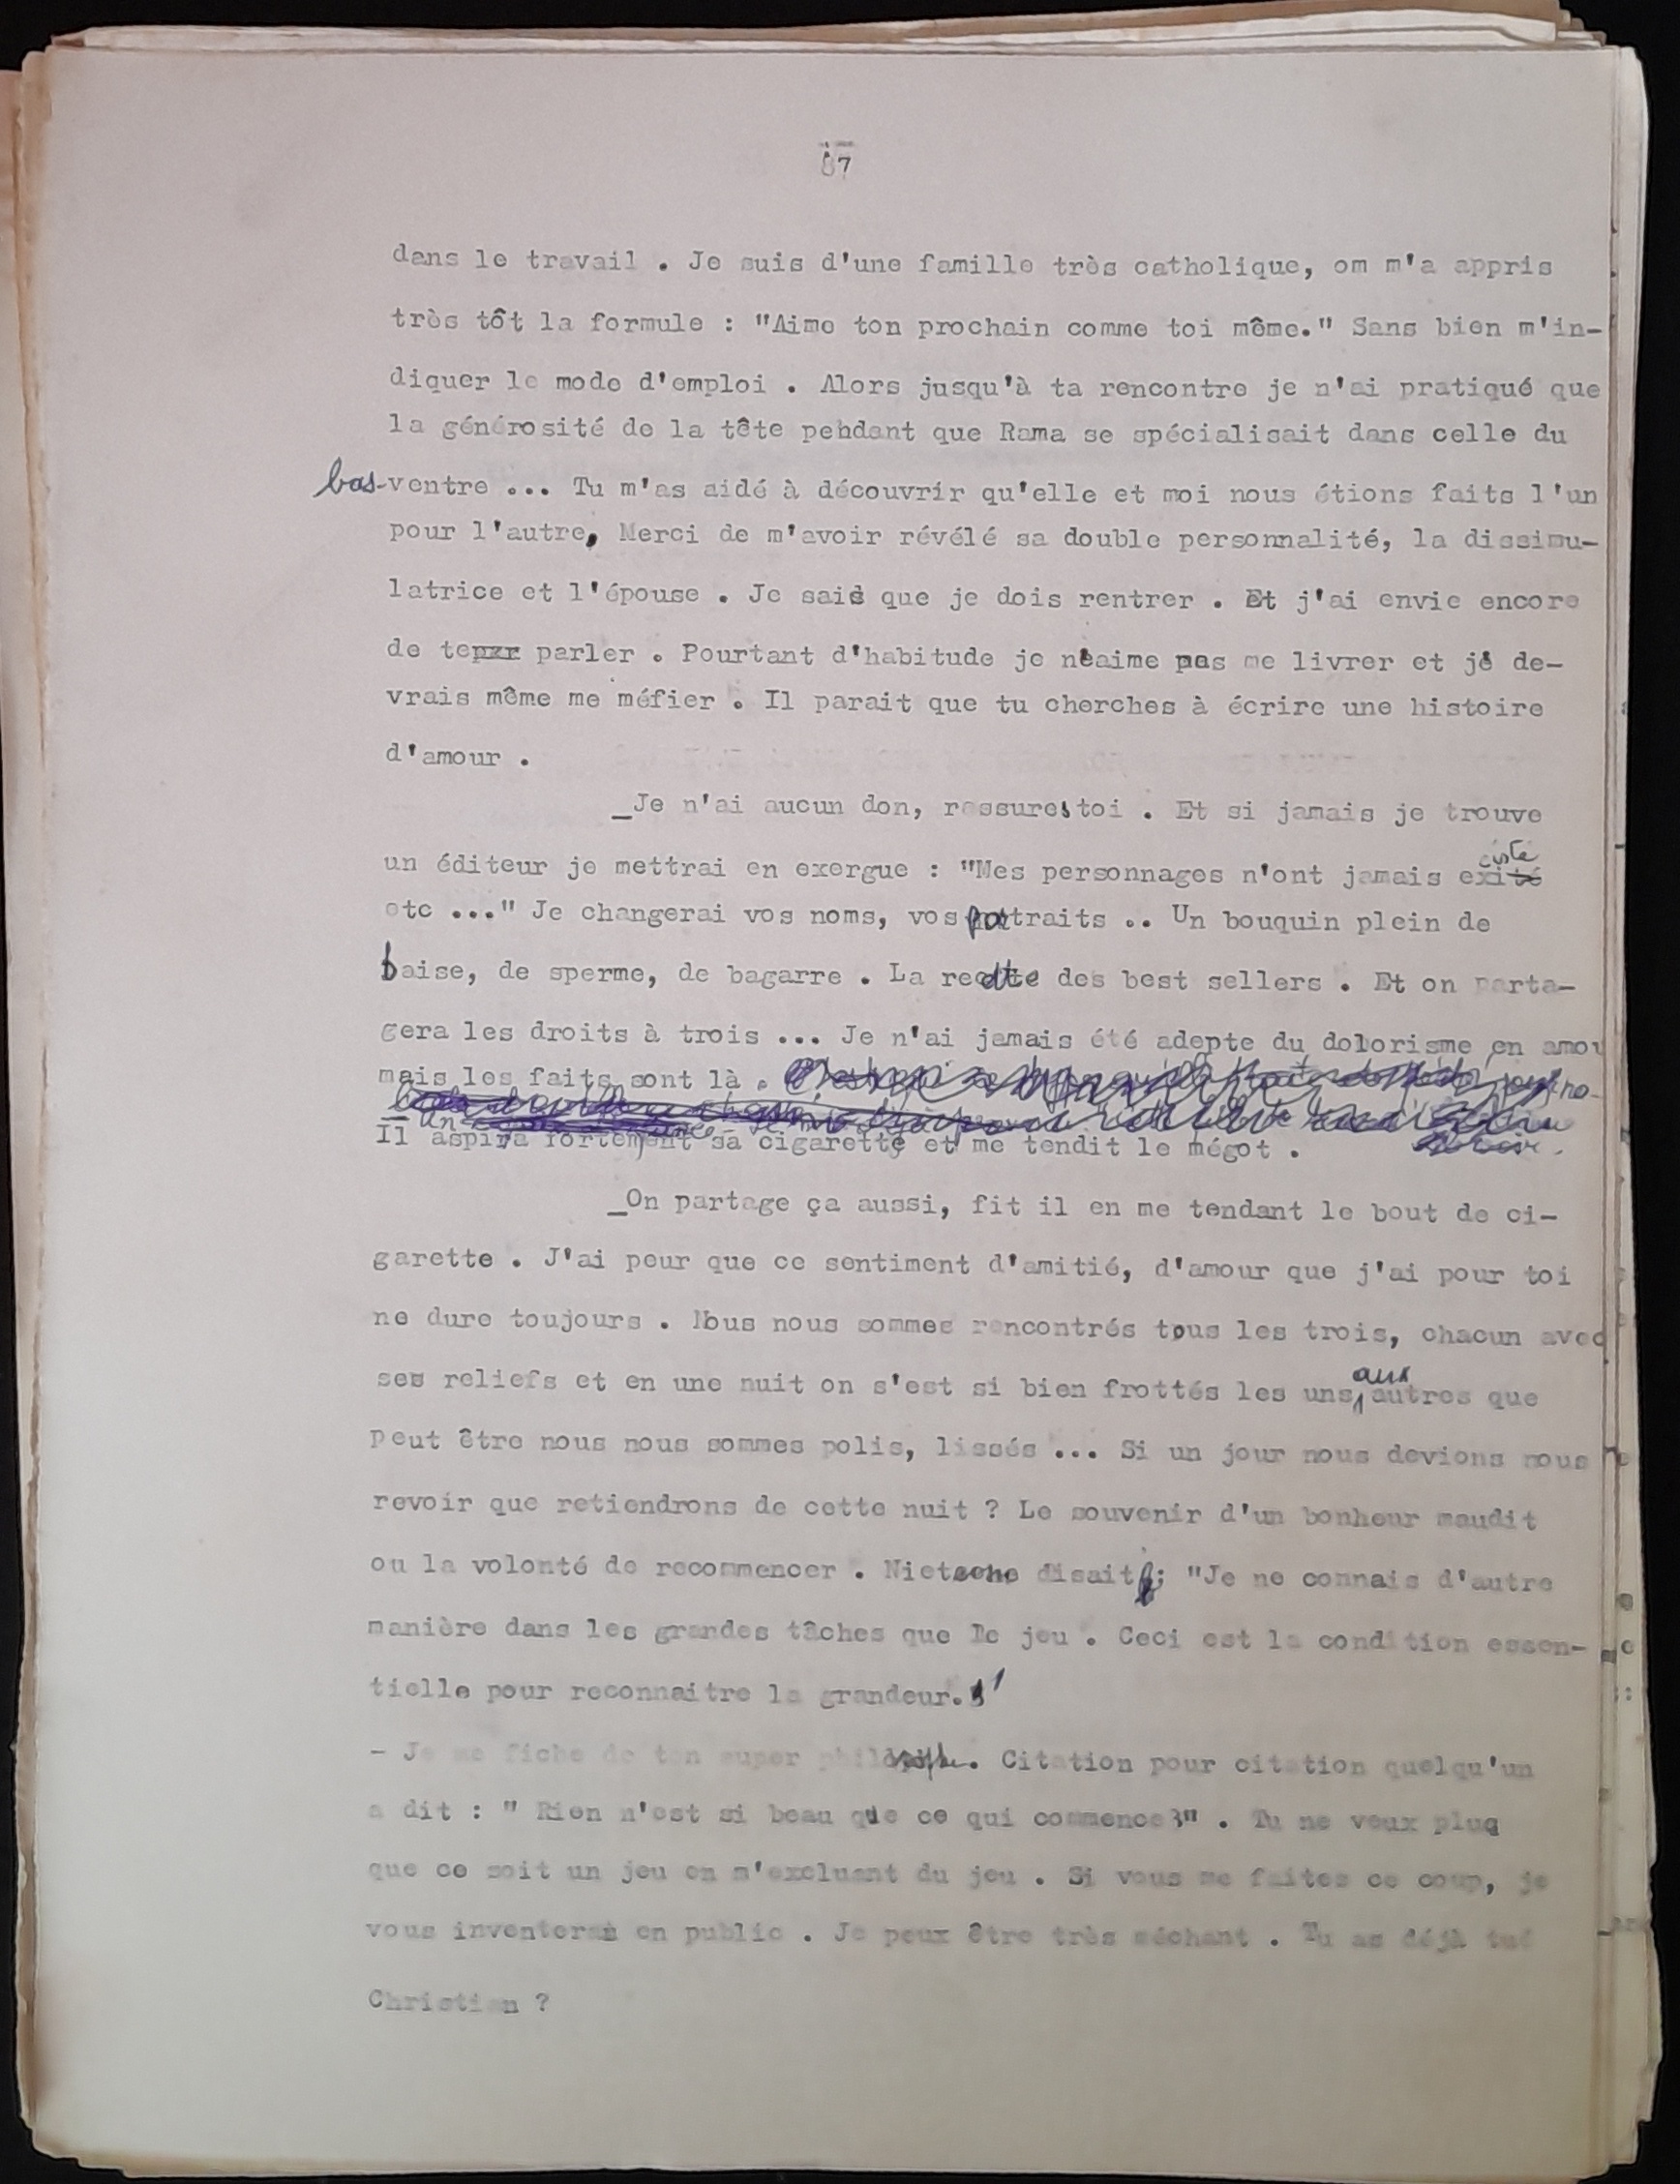 87
dans le travail . Je suis d'une famille très catholique, om m'a appris
très tôt la formule : "Aime ton prochain comme toi même." Sans bien m'in-
diquer le mode d'emploi . Alors jusqu'à ta rencontre je n'ai pratiqué que
la générosité de la tête pehdant que Rama se spécialisait dans celle du
bas-ventre ... Tu m'as aidé à découvrir qu'elle et moi nous étions faits l'un
pour l'autre, Merci de m'avoir révélé sa double personnalité, la dissimu-
latrice et l'épouse . Je sais que je dois rentrer . Et j'ai envie encore
de te parler . Pourtant d'habitude je n'aime pas me livrer et je de-
vrais même me méfier . Il parait que tu cherches à écrire une histoire
d'amour .
_Je n'ai aucun don, rassure toi . Et si jamais je trouve
un éditeur je mettrai en exergue : "Mes personnages n'ont jamais existé
etc ..." Je changerai vos noms, vos portraits .. Un bouquin plein de
baise, de sperme, de bagarre . La recette des best sellers . Et on parta-
gera les droits à trois ... Je n'ai jamais été adepte du dolorisme en amou
mais les faits sont là .
Il aspira fortement sa cigarette et me tendit le mégot .
_On partage ça aussi, fit il en me tendant le bout de ci-
garette . J'ai peur que ce sentiment d'amitié, d'amour que j'ai pour toi
ne dure toujours . Nous nous sommes rencontrés tous les trois, chacun avec
ses reliefs et en une nuit on s'est si bien frottés les uns aux autres que
peut être nous nous sommes polis, lissés ... Si un jour nous devions nous
revoir que retiendrons de cette nuit ? Le souvenir d'un bonheur maudit
ou la volonté de recommencer . Nietsche disait : "Je ne connais d'autre
manière dans les grandes tâches que le jeu . Ceci est la condition essen-
tielle pour reconnaitre la grandeur."
- Je me fiche de ton super philosophe. Citation pour citation quelqu'un
a dit : " Rien n'est si beau que ce qui commence" . Tu ne veux pluq
que ce soit un jeu en m'excluant du jeu . Si vous me faites ce coup, je
vous inventerai en public . Je peux être très méchant . Tu as déjà tué
Christian ?